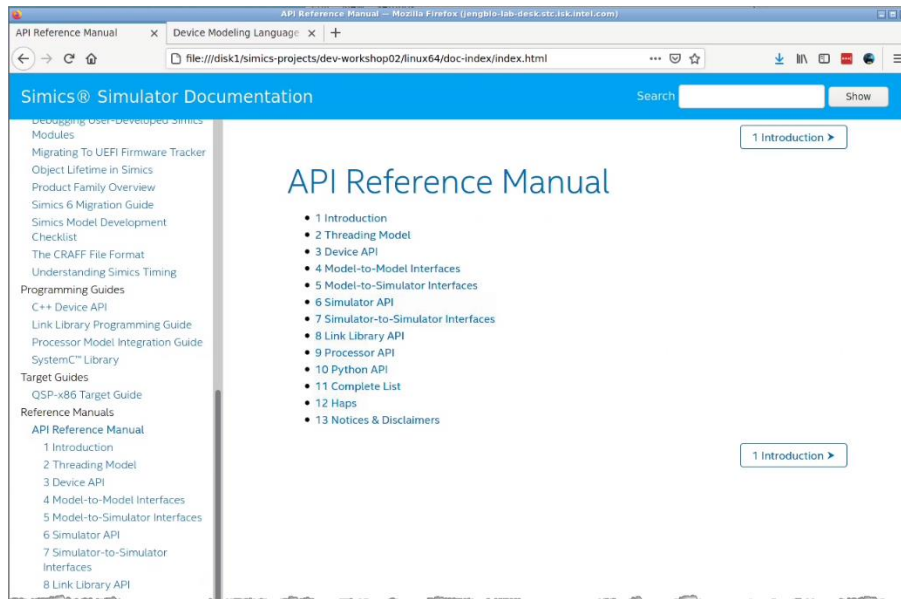 API Reference Manual — Mozilla Firefox (jengblo-lab-desk.stc.isk.intel.com)
API Reference Manual × Device Modeling Language × +
file:///disk1/simics-projects/dev-workshop02/linux64/doc-index/index.html
Simics® Simulator Documentation Search Show
Debugging User-Developed Simics
Modules
Migrating To UEFI Firmware Tracker
Object Lifetime in Simics
Product Family Overview
Simics 6 Migration Guide
Simics Model Development
Checklist
The CRAFF File Format
Understanding Simics Timing
Programming Guides
C++ Device API
Link Library Programming Guide
Processor Model Integration Guide
SystemC™ Library
Target Guides
QSP-x86 Target Guide
Reference Manuals
API Reference Manual
1 Introduction
2 Threading Model
3 Device API
4 Model-to-Model Interfaces
5 Model-to-Simulator Interfaces
6 Simulator API
7 Simulator-to-Simulator
Interfaces
8 Link Library API
1 Introduction ➤
API Reference Manual
• 1 Introduction
• 2 Threading Model
• 3 Device API
• 4 Model-to-Model Interfaces
• 5 Model-to-Simulator Interfaces
• 6 Simulator API
• 7 Simulator-to-Simulator Interfaces
• 8 Link Library API
• 9 Processor API
• 10 Python API
• 11 Complete List
• 12 Haps
• 13 Notices & Disclaimers
1 Introduction ➤